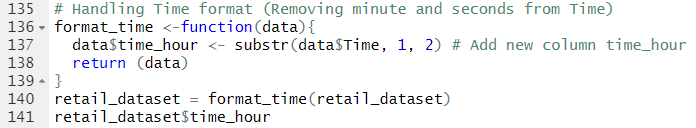 135 # Handling Time format (Removing minute and seconds from Time)
136 format_time <-function(data){
137   data$time_hour <- substr(data$Time, 1, 2) # Add new column time_hour
138   return (data)
139 }
140 retail_dataset = format_time(retail_dataset)
141 retail_dataset$time_hour